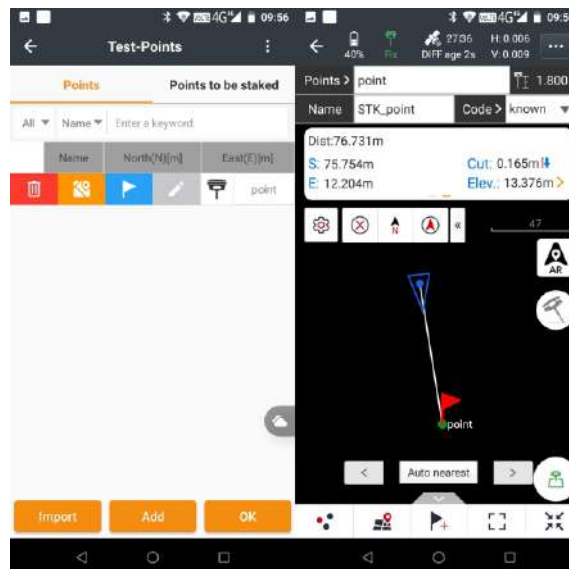 4G 09:56
Test-Points
Points Points to be staked
All Name Enter a keyword.
Name North(N)[m] East(E)[m]
point
Import Add OK
4G 09:5
40% Fix 27/36 DIFF age 2s H:0.006 V:0.009
Points > point 1.800
Name STK_point Code > known
Dist:76.731m
S: 75.754m Cut: 0.165m
E: 12.204m Elev.: 13.376m >
N 47
AR
point
< Auto nearest >